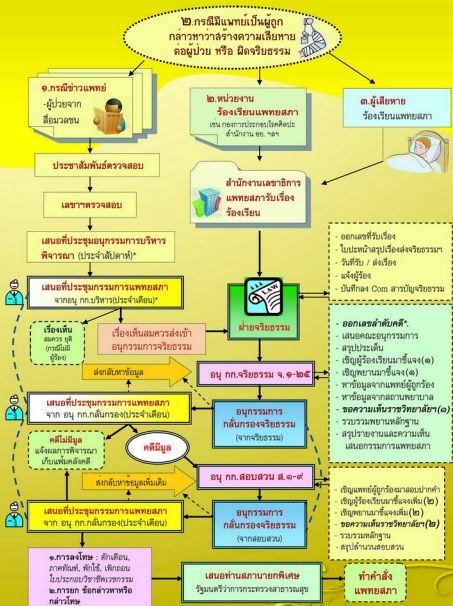 ๒.กรณีมีแพทย์เป็นผู้ถูก
กล่าวหาว่าสร้างความเสียหาย
ต่อผู้ป่วย หรือ ผิดจริยธรรม
๑.กรณีข่าวแพทย์
-ผู้ป่วยจาก
สื่อมวลชน
๒.หน่วยงาน
ร้องเรียนแพทยสภา
เช่น กองการประกอบโรคศิลปะ
สำนักงาน อย. ฯลฯ
๓.ผู้เสียหาย
ร้องเรียนแพทยสภา
ประชาสัมพันธ์ตรวจสอบ
เลขาฯตรวจสอบ
เสนอที่ประชุมอนุกรรมการบริหาร
พิจารณา (ประจำสัปดาห์)*
สำนักงานเลขาธิการ
แพทยสภารับเรื่อง
ร้องเรียน
- ออกเลขที่รับเรื่อง
- ใบปะหน้าสรุปเรื่องส่งจริยธรรมฯ
- วันที่รับ / ส่งเรื่อง
- แจ้งผู้ร้อง
- บันทึกลง Com สารบัญจริยธรรม
เสนอที่ประชุมกรรมการแพทยสภา
จากอนุ กก.บริหาร(ประจำเดือน)*
LAW
ฝ่ายจริยธรรม
เรื่องเห็น
สมควร ยุติ
(กรณีไม่มี
ผู้ร้อง)
เรื่องเห็นสมควรส่งเข้า
อนุกรรมการจริยธรรม
- ออกเลขลำดับคดี*.
- เสนอคณะอนุกรรมการ
- สรุปประเด็น
- เชิญผู้ร้องเรียนมาชี้แจง(๑)
- เชิญพยานมาชี้แจง(๑)
- หาข้อมูลจากแพทย์ผู้ถูกร้อง
- หาข้อมูลจากสถานพยาบาล
- ขอความเห็นราชวิทยาลัยฯ(๑)
- รวบรวมพยานหลักฐาน
- สรุปรายงานและความเห็น
เสนอกรรมการแพทยสภา
ส่งกลับหาข้อมูล
อนุ กก.จริยธรรม จ.๑-๒๕
เสนอที่ประชุมกรรมการแพทยสภา
จาก อนุ กก.กลั่นกรอง(ประจำเดือน)
อนุกรรมการ
กลั่นกรองจริยธรรม
(จากจริยธรรม)
คดีไม่มีมูล
แจ้งผลการพิจารณา
เก็บแฟ้มคลังคดี
คดีมีมูล
ส่งกลับหาข้อมูลเพิ่มเติม
อนุ กก.สอบสวน ส.๑-๙
- เชิญแพทย์ผู้ถูกร้องมาสอบปากคำ
- เชิญผู้ร้องเรียนมาชี้แจงเพิ่ม(๒)
- เชิญพยานมาชี้แจงเพิ่ม(๒)
- ขอความเห็นราชวิทยาลัยฯ(๒)
- รวบรวมหลักฐาน
- สรุปสำนวนสอบสวน
เสนอที่ประชุมกรรมการแพทยสภา
จาก อนุ กก.กลั่นกรอง(ประจำเดือน)
อนุกรรมการ
กลั่นกรองจริยธรรม
(จากสอบสวน)
๑.การลงโทษ : ตักเตือน,
ภาคทัณฑ์, พักใช้, เพิกถอน
ใบประกอบวิชาชีพเวชกรรม
๒.การยก ข้อกล่าวหาหรือ
กล่าวโทษ
เสนอท่านสภานายกพิเศษ
รัฐมนตรีว่าการกระทรวงสาธารณสุข
ทำคำสั่ง
แพทยสภา